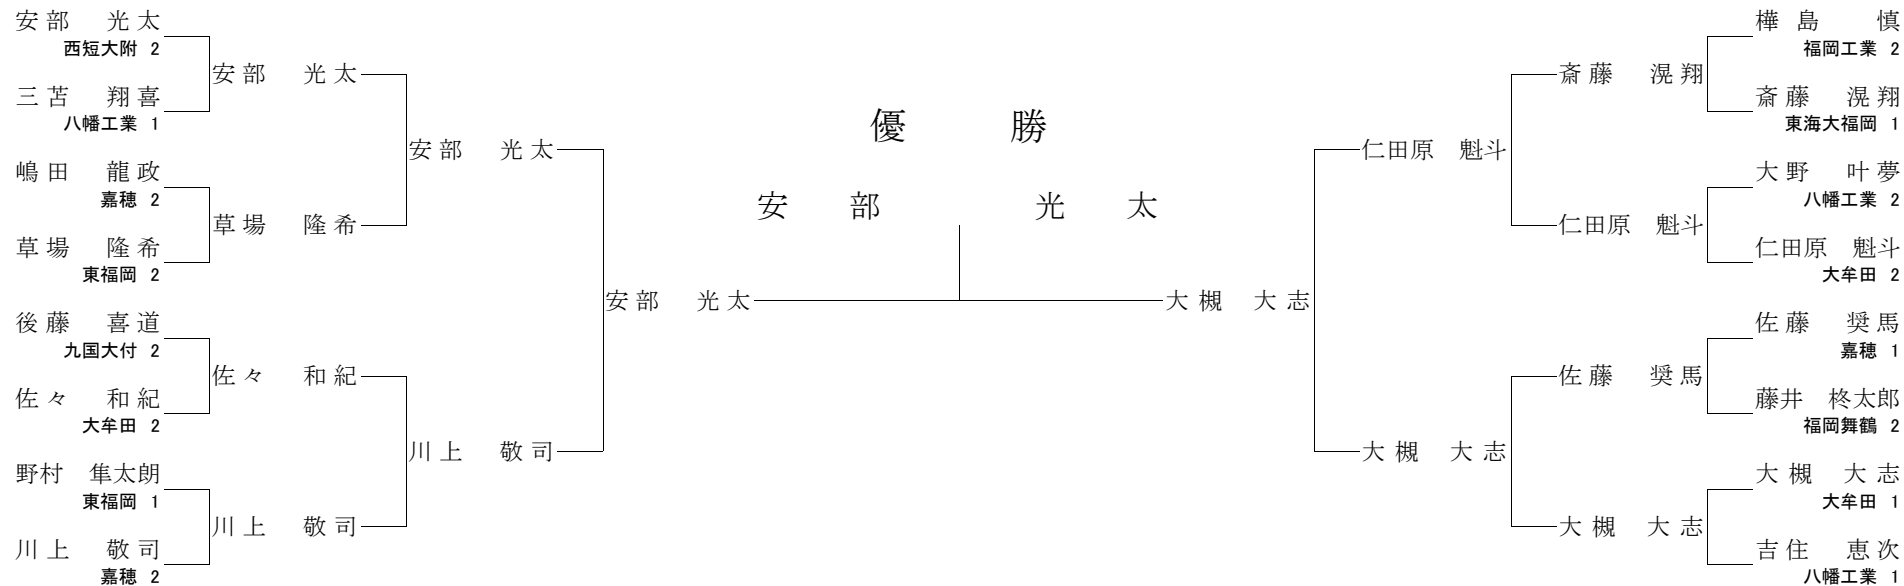 安部 光太
西短大附 2
三苫 翔喜
八幡工業 1
嶋田 龍政
嘉穂 2
草場 隆希
東福岡 2
後藤 喜道
九国大付 2
佐々 和紀
大牟田 2
野村 隼太朗
東福岡 1
川上 敬司
嘉穂 2
安部 光太
草場 隆希
佐々 和紀
川上 敬司
安部 光太
川上 敬司
安部 光太
優勝
安部 光太
大槻 大志
仁田原 魁斗
大槻 大志
斎藤 滉翔
仁田原 魁斗
佐藤 奨馬
大槻 大志
樺島 慎
福岡工業 2
斎藤 滉翔
東海大福岡 1
大野 叶夢
八幡工業 2
仁田原 魁斗
大牟田 2
佐藤 奨馬
嘉穂 1
藤井 柊太郎
福岡舞鶴 2
大槻 大志
大牟田 1
吉住 恵次
八幡工業 1